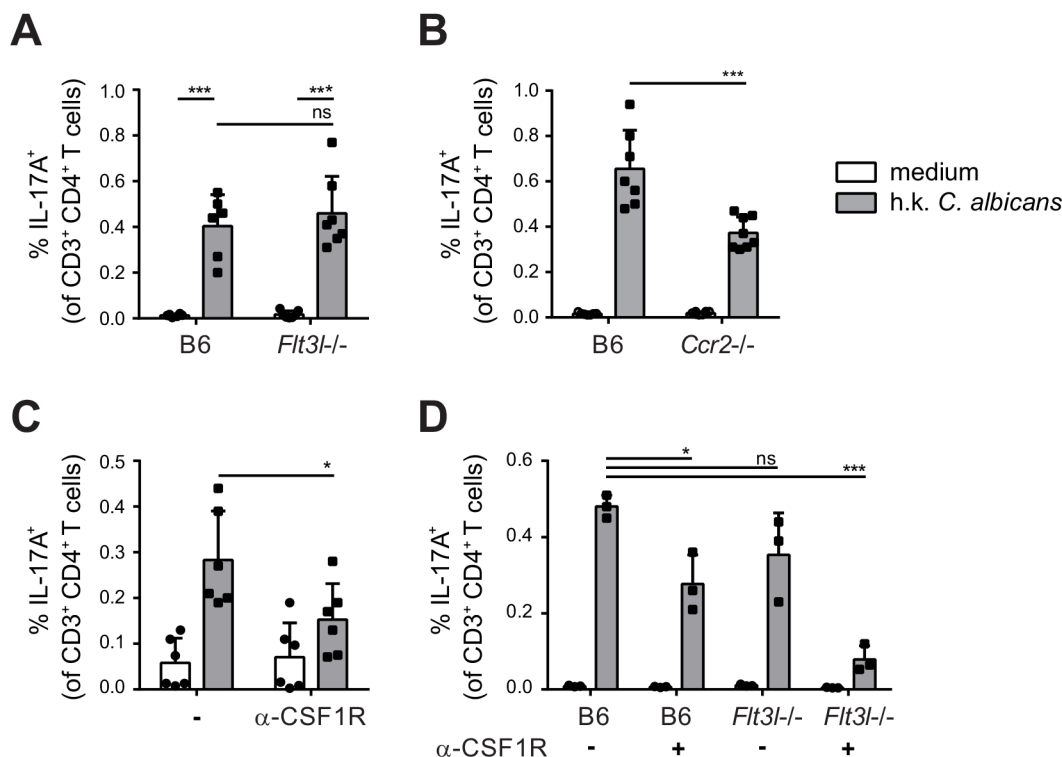 A
% IL-17A⁺
(of CD3⁺ CD4⁺ T cells)
1.0
0.8
0.6
0.4
0.2
0.0
***
***
ns
B6
Flt3l-/-
B
% IL-17A⁺
(of CD3⁺ CD4⁺ T cells)
1.0
0.8
0.6
0.4
0.2
0.0
***
B6
Ccr2-/-
medium
h.k. C. albicans
C
% IL-17A⁺
(of CD3⁺ CD4⁺ T cells)
0.5
0.4
0.3
0.2
0.1
0.0
*
-
α-CSF1R
D
% IL-17A⁺
(of CD3⁺ CD4⁺ T cells)
0.6
0.4
0.2
0.0
*
ns
***
B6 B6 Flt3l-/- Flt3l-/-
α-CSF1R - + - +